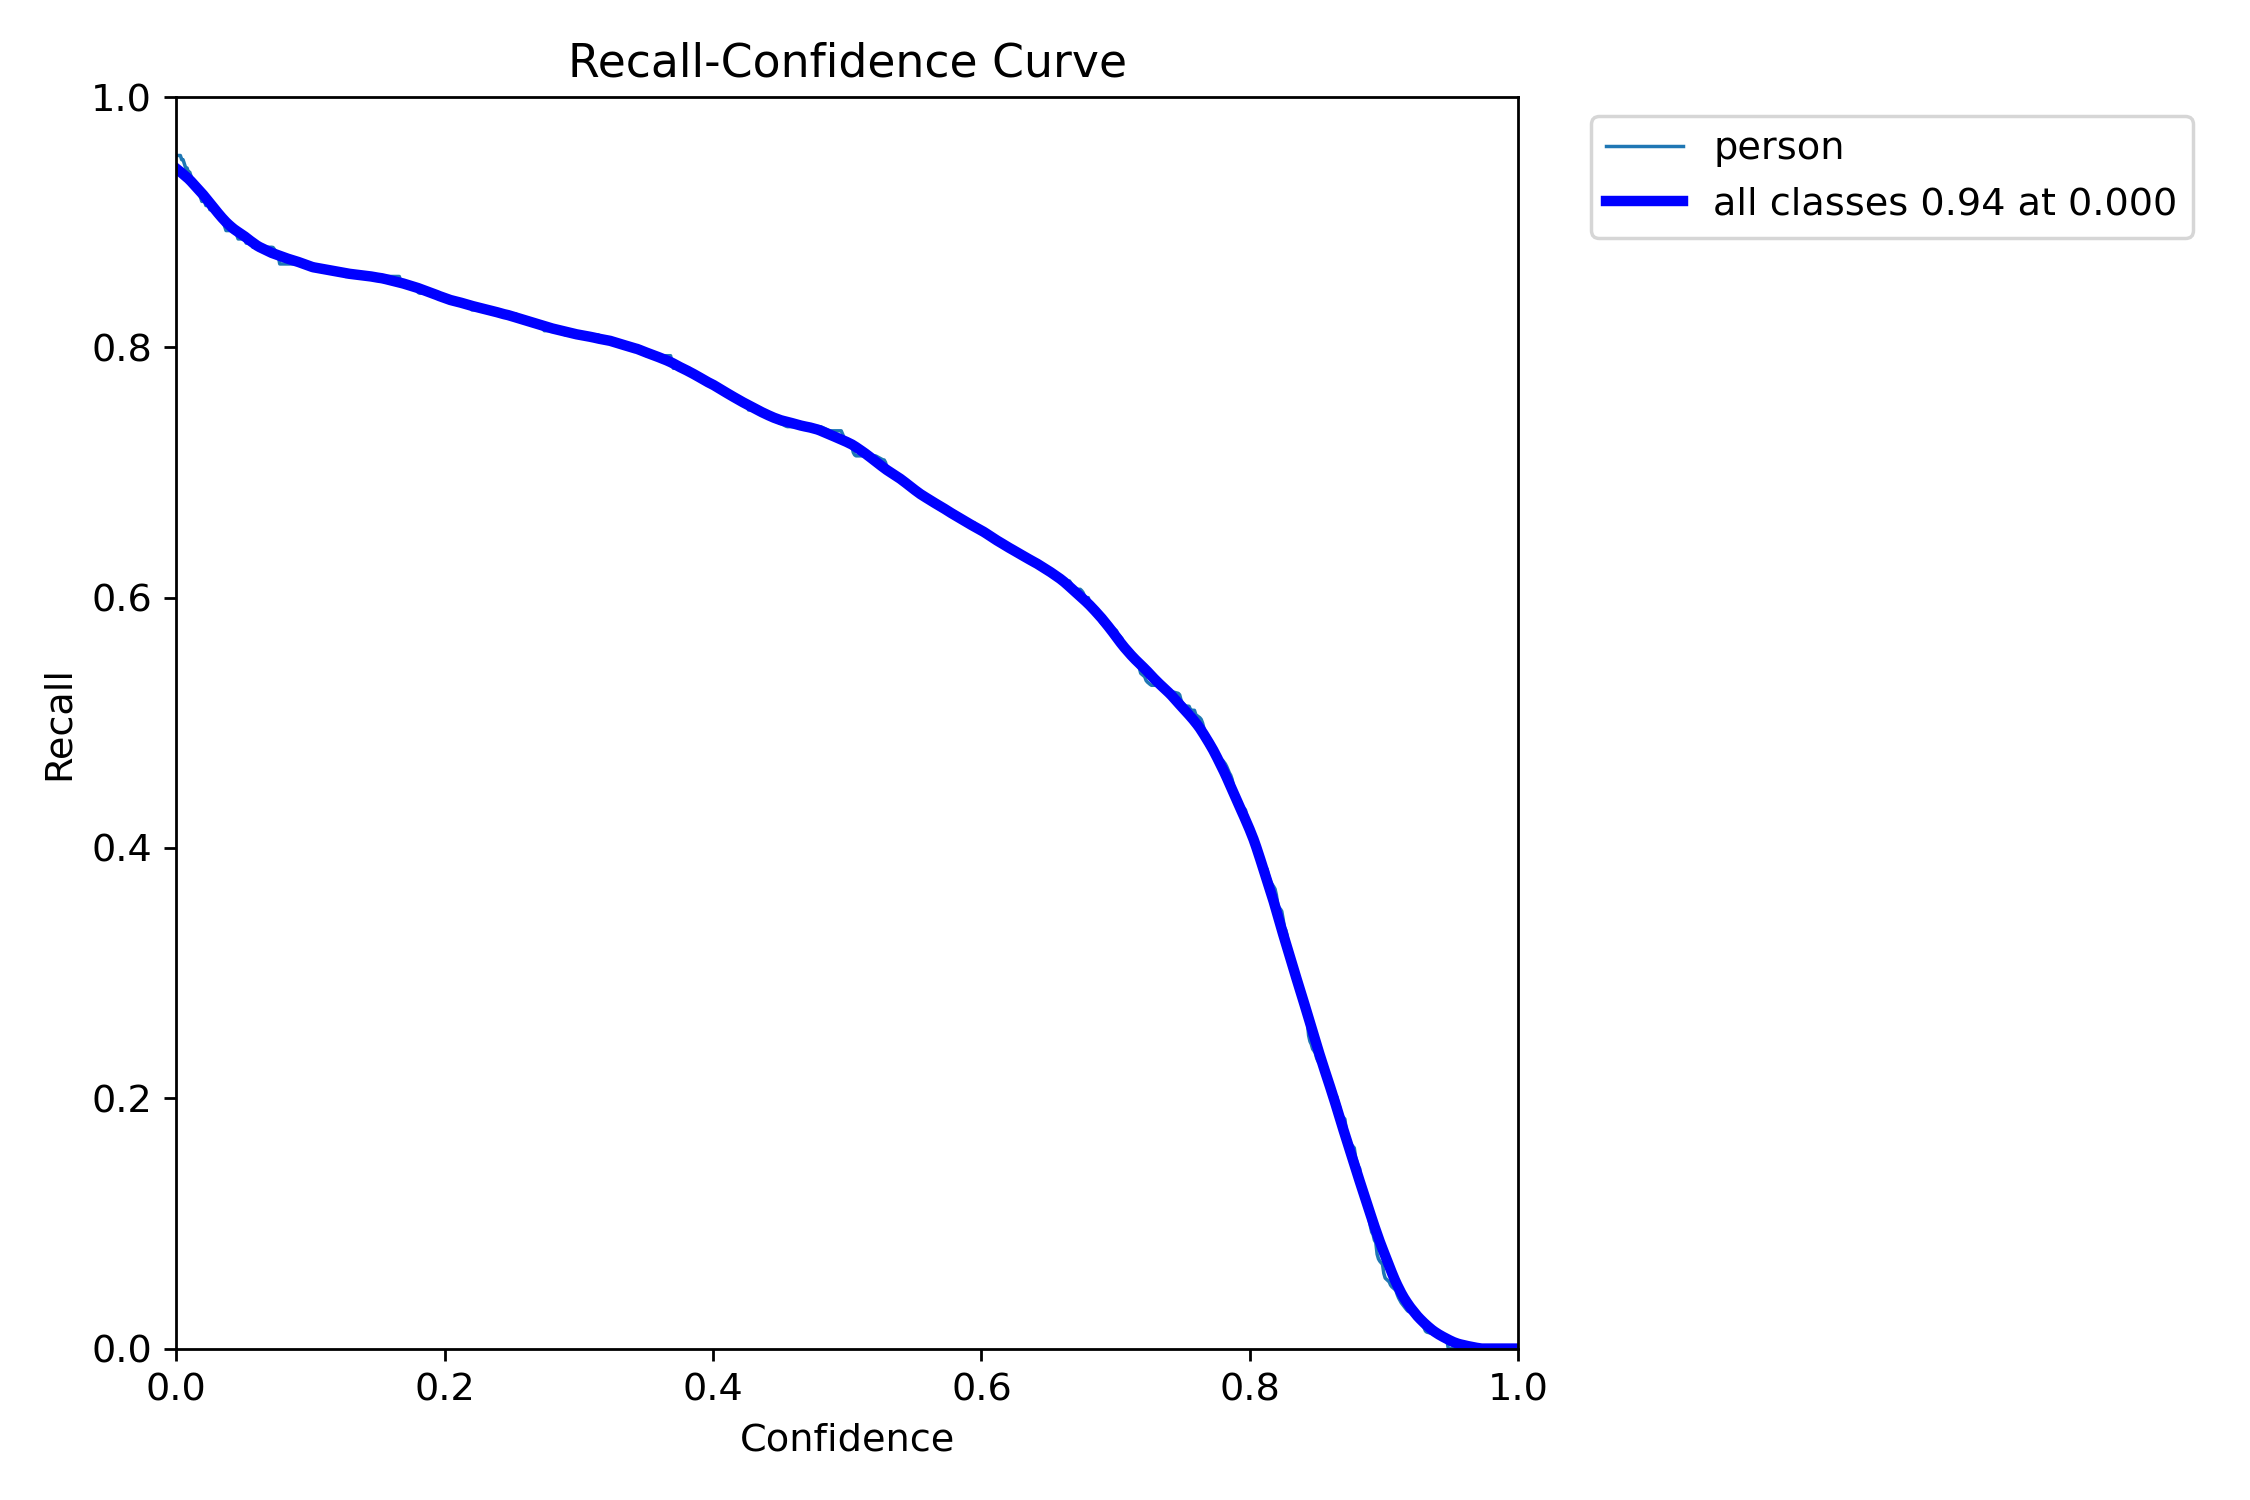 Recall-Confidence Curve
1.0
0.8
0.6
0.4
0.2
0.0
Recall
0.0 0.2 0.4 0.6 0.8 1.0
Confidence
person
all classes 0.94 at 0.000